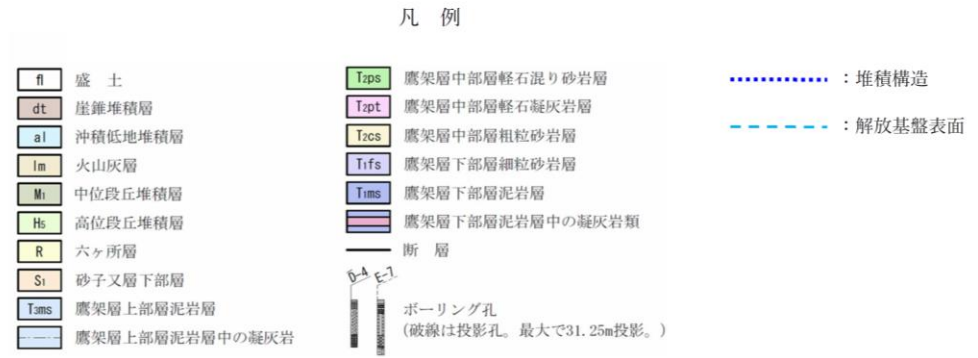 凡 例
fl 盛 土
dt 崖錐堆積層
al 沖積低地堆積層
lm 火山灰層
M1 中位段丘堆積層
H5 高位段丘堆積層
R 六ヶ所層
S1 砂子又層下部層
T3ms 鷹架層上部層泥岩層
鷹架層上部層泥岩層中の凝灰岩
T2ps 鷹架層中部層軽石混り砂岩層
T2pt 鷹架層中部層軽石凝灰岩層
T2cs 鷹架層中部層粗粒砂岩層
T1fs 鷹架層下部層細粒砂岩層
T1ms 鷹架層下部層泥岩層
鷹架層下部層泥岩層中の凝灰岩類
断 層
D-4 E-7
ボーリング孔
(破線は投影孔。最大で31.25m投影。)
：堆積構造
：解放基盤表面